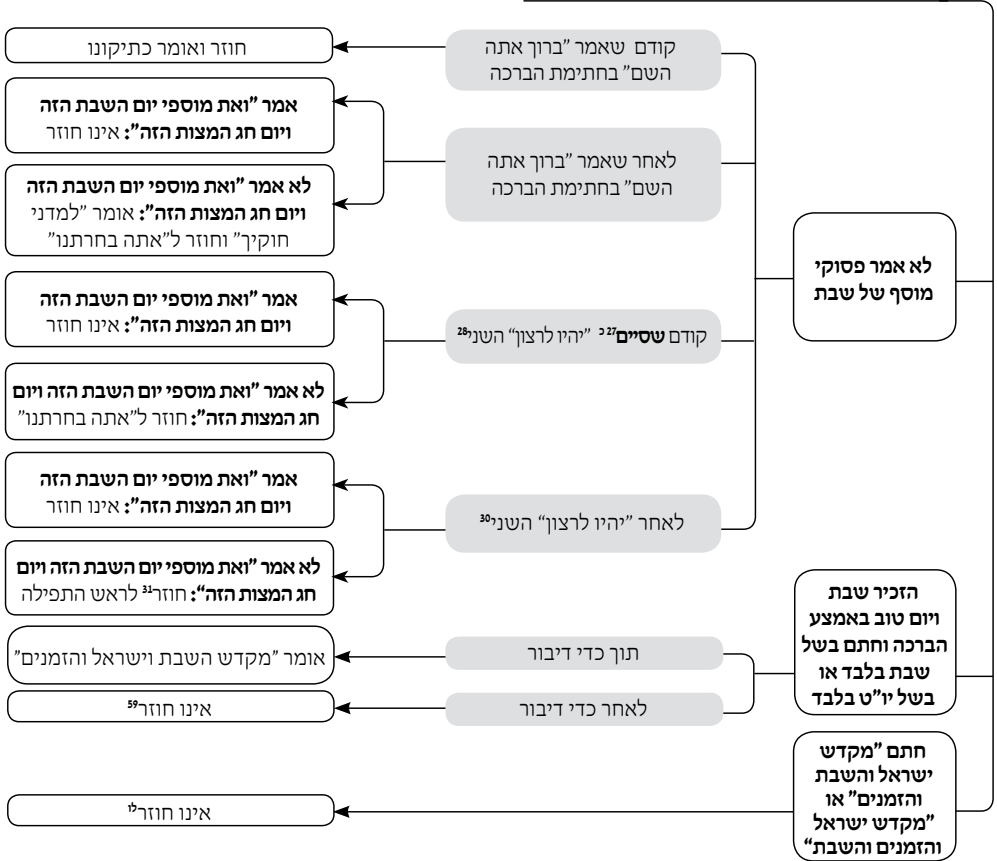 לא אמר פסוקי
מוסף של שבת
קודם שאמר "ברוך אתה
השם" בחתימת הברכה
חוזר ואומר כתיקונו
לאחר שאמר "ברוך אתה
השם" בחתימת הברכה
אמר "ואת מוספי יום השבת הזה
ויום חג המצות הזה": אינו חוזר
לא אמר "ואת מוספי יום השבת הזה
ויום חג המצות הזה": אומר "למדני
חוקיך" וחוזר ל"אתה בחרתנו"
קודם שסיים27 כ "יהיו לרצון" השני28
אמר "ואת מוספי יום השבת הזה
ויום חג המצות הזה": אינו חוזר
לא אמר "ואת מוספי יום השבת הזה ויום
חג המצות הזה": חוזר ל"אתה בחרתנו"
לאחר "יהיו לרצון" השני30
אמר "ואת מוספי יום השבת הזה
ויום חג המצות הזה": אינו חוזר
לא אמר "ואת מוספי יום השבת הזה ויום
חג המצות הזה": חוזר31 לראש התפילה
הזכיר שבת
ויום טוב באמצע
הברכה וחתם בשל
שבת בלבד או
בשל יו"ט בלבד
תוך כדי דיבור
אומר "מקדש השבת וישראל והזמנים"
לאחר כדי דיבור
אינו חוזר59
חתם "מקדש
ישראל והשבת
והזמנים" או
"מקדש ישראל
והזמנים והשבת"
אינו חוזרלו